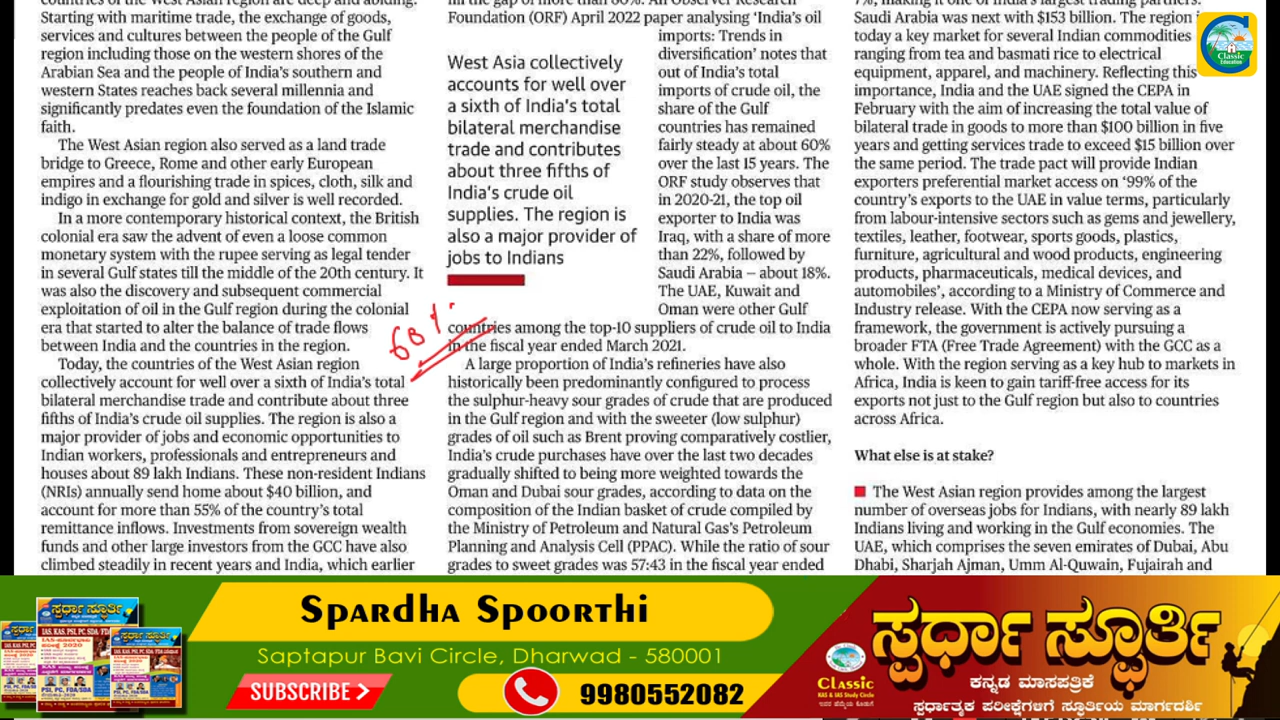 countries of the West Asian region are deep and abiding.
Starting with maritime trade, the exchange of goods,
services and cultures between the people of the Gulf
region including those on the western shores of the
Arabian Sea and the people of India's southern and
western States reaches back several millennia and
significantly predates even the foundation of the Islamic
faith.
The West Asian region also served as a land trade
bridge to Greece, Rome and other early European
empires and a flourishing trade in spices, cloth, silk and
indigo in exchange for gold and silver is well recorded.
In a more contemporary historical context, the British
colonial era saw the advent of even a loose common
monetary system with the rupee serving as legal tender
in several Gulf states till the middle of the 20th century. It
was also the discovery and subsequent commercial
exploitation of oil in the Gulf region during the colonial
era that started to alter the balance of trade flows
between India and the countries in the region.
Today, the countries of the West Asian region
collectively account for well over a sixth of India's total
bilateral merchandise trade and contribute about three
fifths of India's crude oil supplies. The region is also a
major provider of jobs and economic opportunities to
Indian workers, professionals and entrepreneurs and
houses about 89 lakh Indians. These non-resident Indians
(NRIs) annually send home about $40 billion, and
account for more than 55% of the country's total
remittance inflows. Investments from sovereign wealth
funds and other large investors from the GCC have also
climbed steadily in recent years and India, which earlier
fill the gap of more than 80%. An Observer Research
Foundation (ORF) April 2022 paper analysing 'India's oil
imports: Trends in
diversification' notes that
out of India's total
imports of crude oil, the
share of the Gulf
countries has remained
fairly steady at about 60%
over the last 15 years. The
ORF study observes that
in 2020-21, the top oil
exporter to India was
Iraq, with a share of more
than 22%, followed by
Saudi Arabia – about 18%.
The UAE, Kuwait and
Oman were other Gulf
countries among the top-10 suppliers of crude oil to India
in the fiscal year ended March 2021.
A large proportion of India's refineries have also
historically been predominantly configured to process
the sulphur-heavy sour grades of crude that are produced
in the Gulf region and with the sweeter (low sulphur)
grades of oil such as Brent proving comparatively costlier,
India's crude purchases have over the last two decades
gradually shifted to being more weighted towards the
Oman and Dubai sour grades, according to data on the
composition of the Indian basket of crude compiled by
the Ministry of Petroleum and Natural Gas's Petroleum
Planning and Analysis Cell (PPAC). While the ratio of sour
grades to sweet grades was 57:43 in the fiscal year ended
West Asia collectively
accounts for well over
a sixth of India's total
bilateral merchandise
trade and contributes
about three fifths of
India's crude oil
supplies. The region is
also a major provider of
jobs to Indians
60%
7%, making it one of India's largest trading partners.
Saudi Arabia was next with $153 billion. The region is
today a key market for several Indian commodities
ranging from tea and basmati rice to electrical
equipment, apparel, and machinery. Reflecting this
importance, India and the UAE signed the CEPA in
February with the aim of increasing the total value of
bilateral trade in goods to more than $100 billion in five
years and getting services trade to exceed $15 billion over
the same period. The trade pact will provide Indian
exporters preferential market access on '99% of the
country's exports to the UAE in value terms, particularly
from labour-intensive sectors such as gems and jewellery,
textiles, leather, footwear, sports goods, plastics,
furniture, agricultural and wood products, engineering
products, pharmaceuticals, medical devices, and
automobiles', according to a Ministry of Commerce and
Industry release. With the CEPA now serving as a
framework, the government is actively pursuing a
broader FTA (Free Trade Agreement) with the GCC as a
whole. With the region serving as a key hub to markets in
Africa, India is keen to gain tariff-free access for its
exports not just to the Gulf region but also to countries
across Africa.
What else is at stake?
The West Asian region provides among the largest
number of overseas jobs for Indians, with nearly 89 lakh
Indians living and working in the Gulf economies. The
UAE, which comprises the seven emirates of Dubai, Abu
Dhabi, Sharjah Ajman, Umm Al-Quwain, Fujairah and
Classic
Education
Spardha Spoorthi
Saptapur Bavi Circle, Dharwad - 580001
SUBSCRIBE
9980552082
ಸ್ಪರ್ಧಾ ಸ್ಫೂರ್ತಿ
ಕನ್ನಡ ಮಾಸಪತ್ರಿಕೆ
ಸ್ಪರ್ಧಾತ್ಮಕ ಪರೀಕ್ಷೆಗಳಿಗೆ ಸ್ಫೂರ್ತಿಯ ಮಾರ್ಗದರ್ಶಿ
Classic
KAS & IAS Study Circle
ಸ್ಪರ್ಧಾ ಸ್ಫೂರ್ತಿ